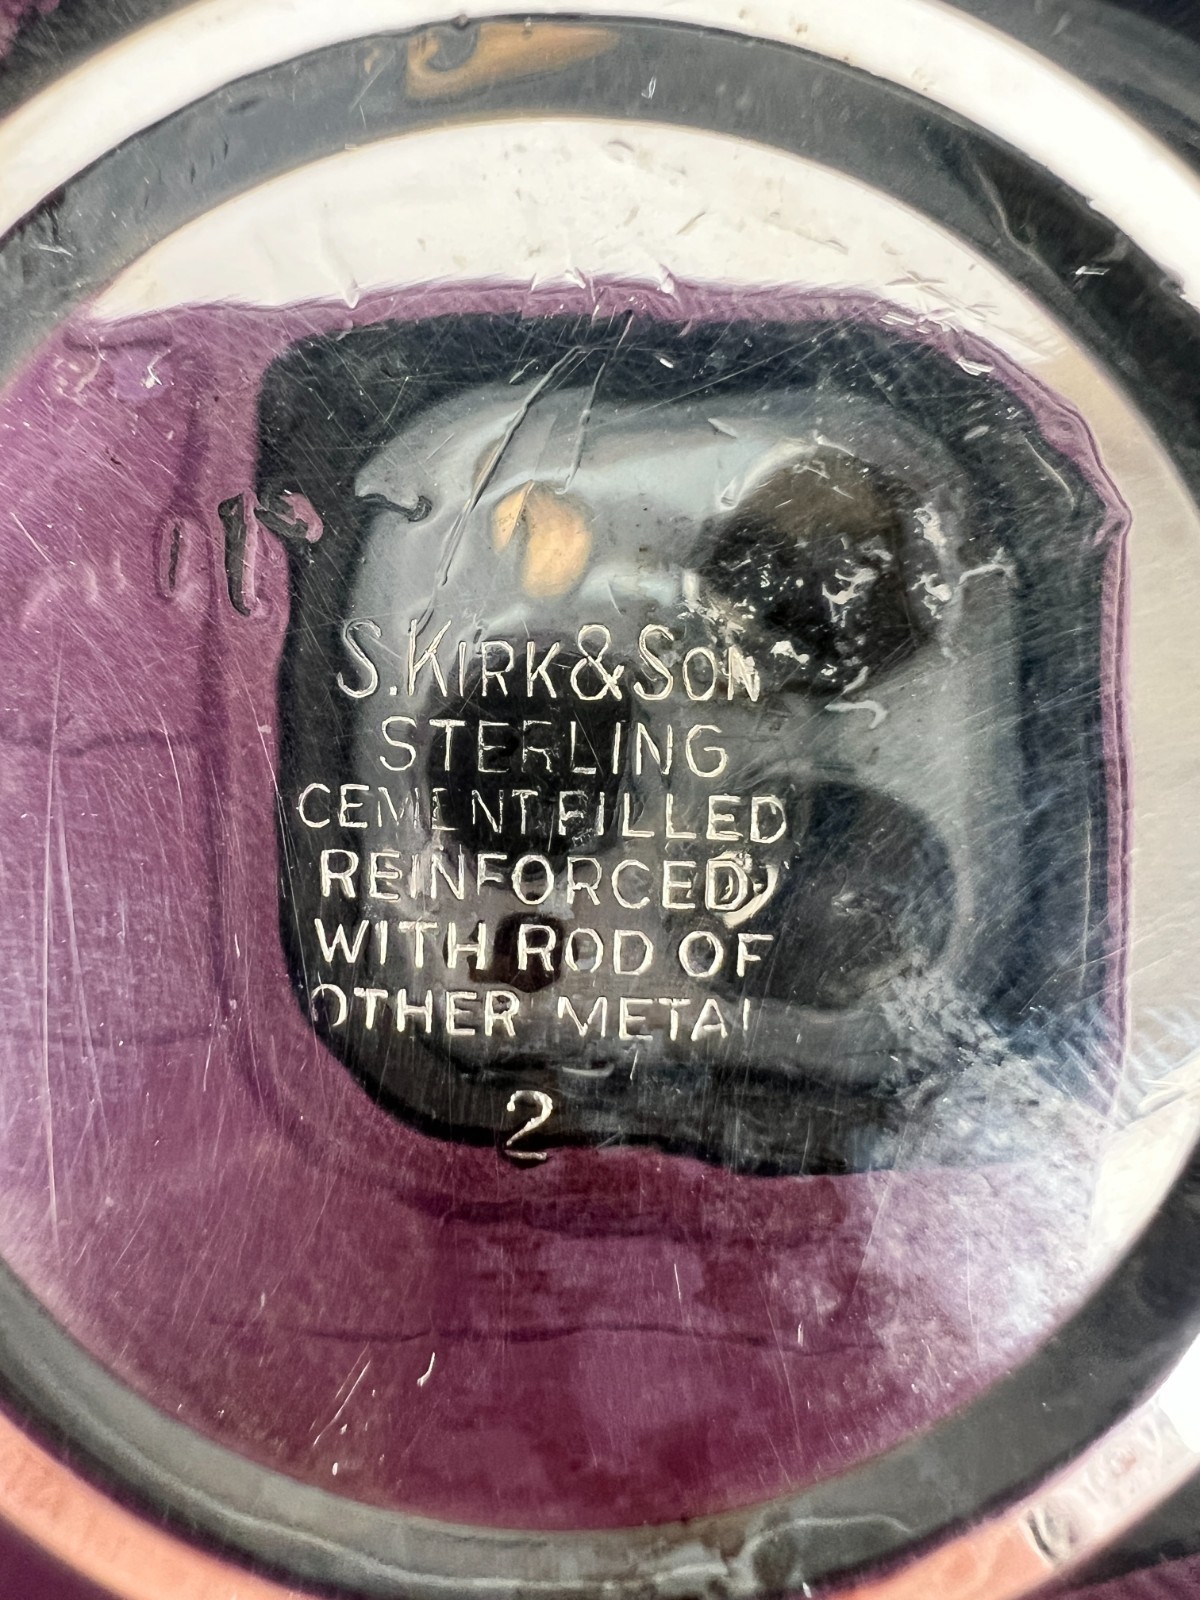 S. KIRK & SON
STERLING
CEMENT FILLED
REINFORCED
WITH ROD OF
OTHER METAL
2